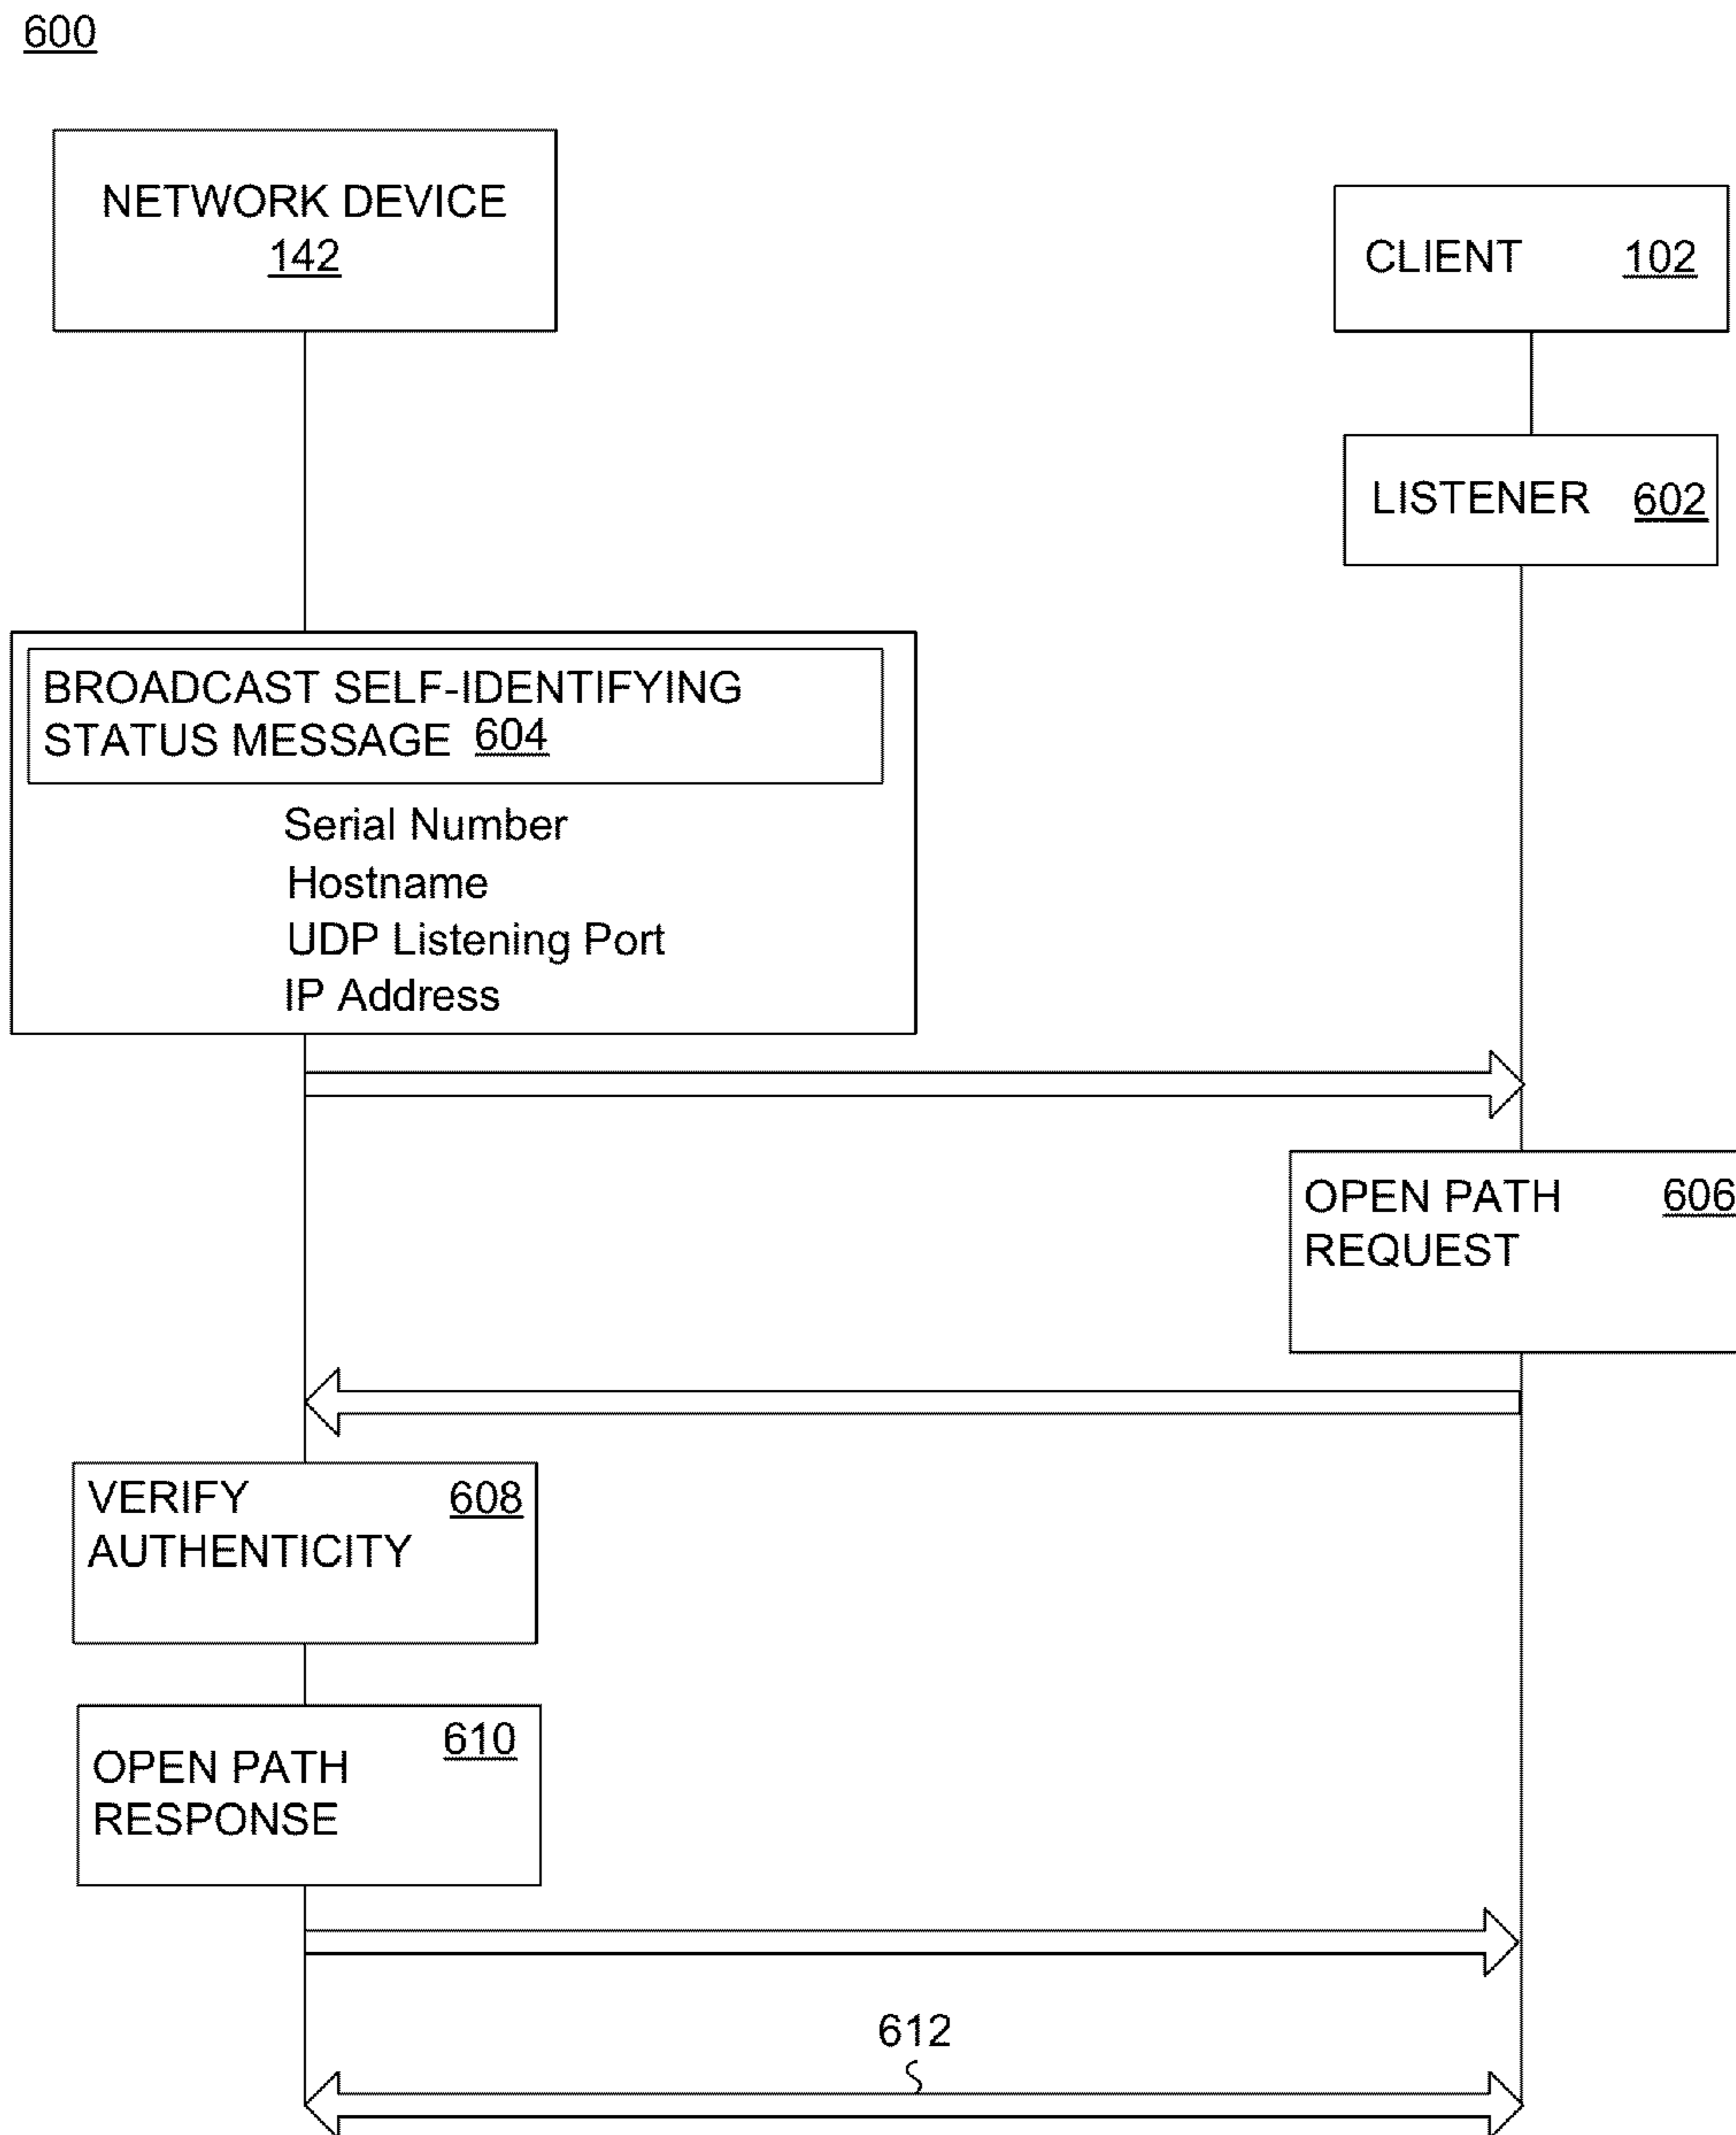 600
NETWORK DEVICE
142
CLIENT 102
LISTENER 602
BROADCAST SELF-IDENTIFYING
STATUS MESSAGE 604
Serial Number
Hostname
UDP Listening Port
IP Address
OPEN PATH 606
REQUEST
VERIFY 608
AUTHENTICITY
610
OPEN PATH
RESPONSE
612